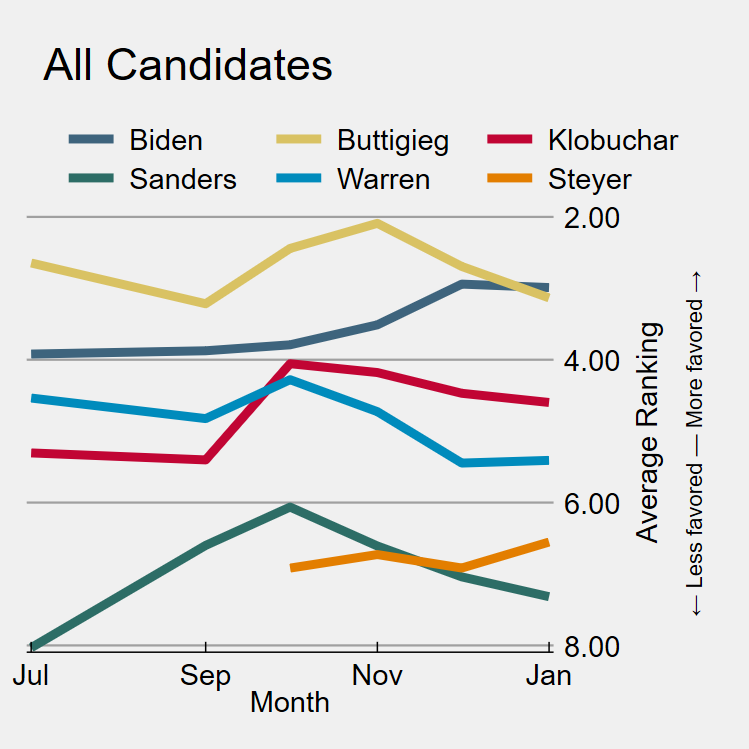 All Candidates
Biden Buttigieg Klobuchar
Sanders Warren Steyer
2.00
4.00
6.00
8.00
Average Ranking
← Less favored — More favored →
Jul Sep Nov Jan
Month